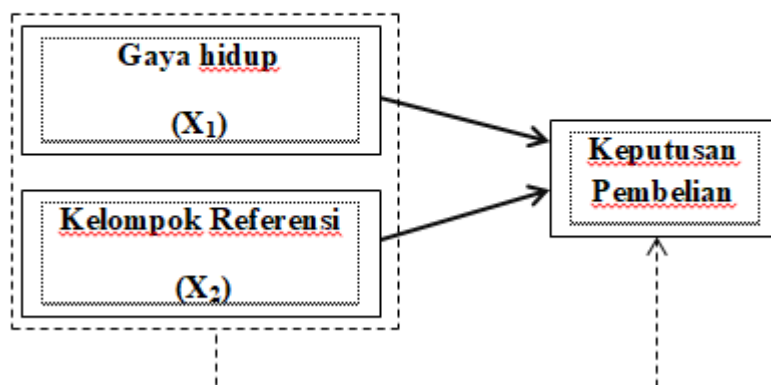 Gaya hidup
(X₁)
Kelompok Referensi
(X₂)
Keputusan
Pembelian